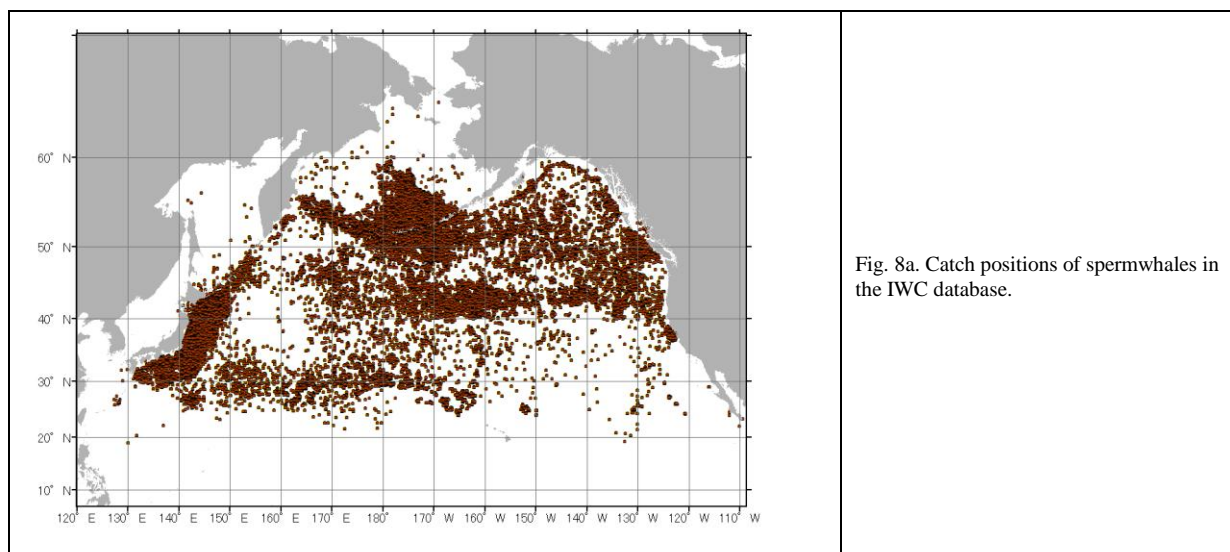 60° N
50° N
40° N
30° N
20° N
10° N
120° E 130° E 140° E 150° E 160° E 170° E 180° 170° W 160° W 150° W 140° W 130° W 120° W 110° W
Fig. 8a. Catch positions of spermwhales in
the IWC database.